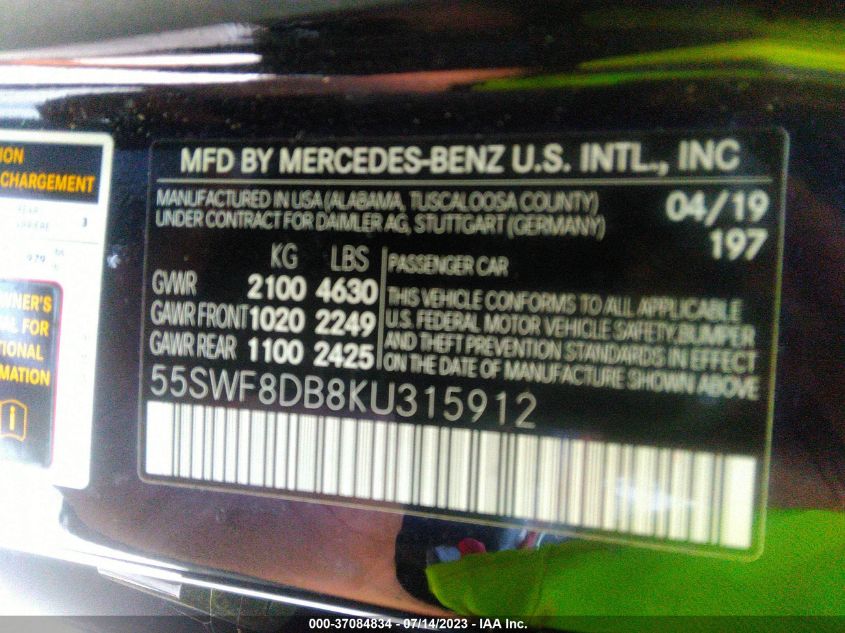 ION
CHARGEMENT
3
OWNER'S
AL FOR
TIONAL
MATION
MFD BY MERCEDES-BENZ U.S. INTL., INC
MANUFACTURED IN USA (ALABAMA, TUSCALOOSA COUNTY) 04/19
UNDER CONTRACT FOR DAIMLER AG, STUTTGART (GERMANY) 197
KG LBS PASSENGER CAR
GVWR 2100 4630 THIS VEHICLE CONFORMS TO ALL APPLICABLE
GAWR FRONT 1020 2249 U.S. FEDERAL MOTOR VEHICLE SAFETY, BUMPER
GAWR REAR 1100 2425 AND THEFT PREVENTION STANDARDS IN EFFECT
ON THE DATE OF MANUFACTURE SHOWN ABOVE
55SWF8DB8KU315912
000-37084834 - 07/14/2023 - IAA Inc.